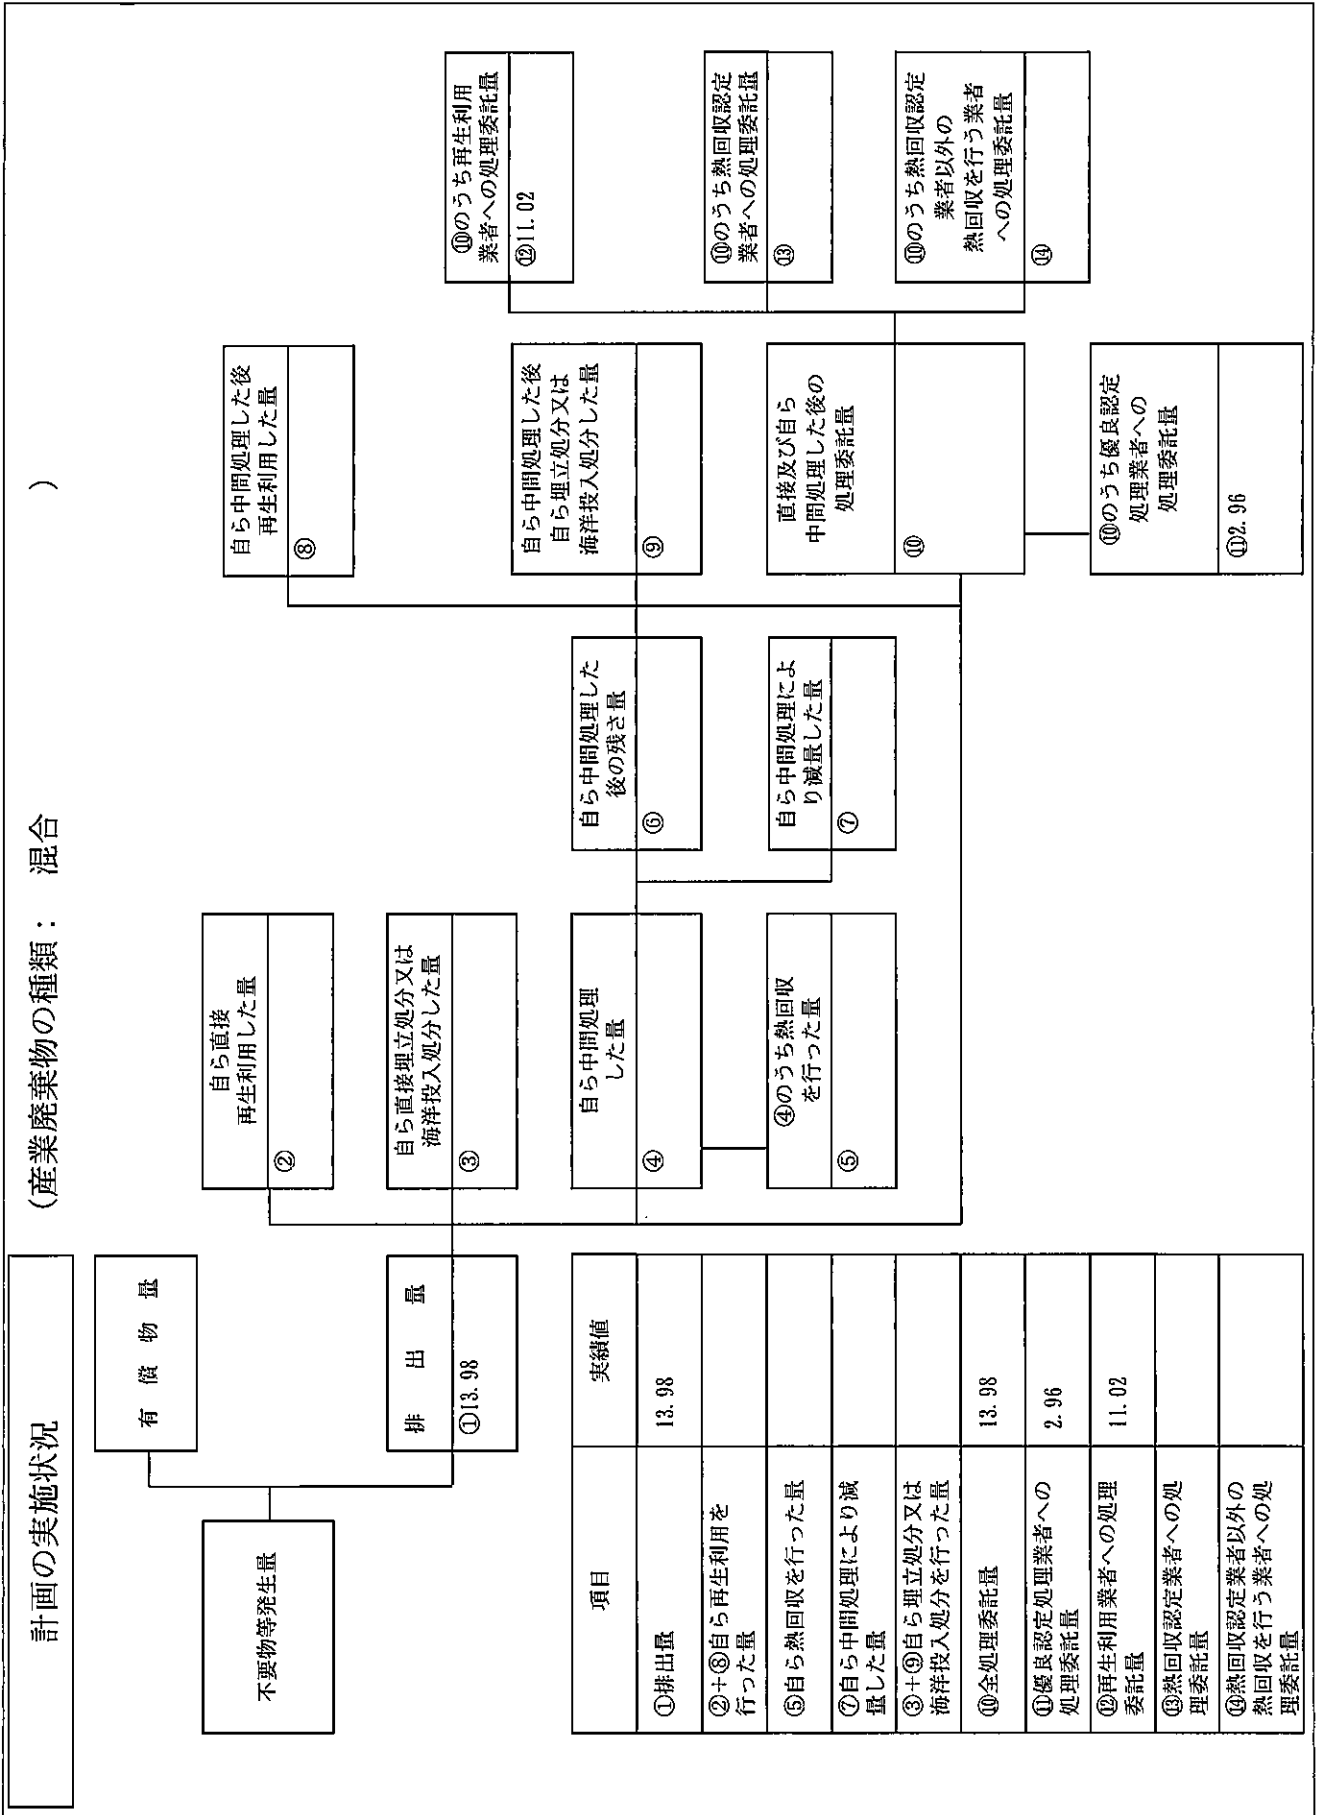 計画の実施状況
(産業廃棄物の種類： 混合 )
不要物等発生量
有 償 物 量
排 出 量
①13.98
自ら直接
再生利用した量
②
自ら直接埋立処分又は
海洋投入処分した量
③
自ら中間処理
した量
④
④のうち熱回収
を行った量
⑤
自ら中間処理した
後の残さ量
⑥
自ら中間処理によ
り減量した量
⑦
自ら中間処理した後
再生利用した量
⑧
自ら中間処理した後
自ら埋立処分又は
海洋投入処分した量
⑨
直接及び自ら
中間処理した後の
処理委託量
⑩
⑩のうち優良認定
処理業者への
処理委託量
⑪2.96
⑩のうち再生利用
業者への処理委託量
⑫11.02
⑩のうち熱回収認定
業者への処理委託量
⑬
⑩のうち熱回収認定
業者以外の
熱回収を行う業者
への処理委託量
⑭
項目 実績値
①排出量 13.98
②+⑧自ら再生利用を
行った量
⑤自ら熱回収を行った量
⑦自ら中間処理により減
量した量
③+⑨自ら埋立処分又は
海洋投入処分を行った量
⑩全処理委託量 13.98
⑪優良認定処理業者への
処理委託量 2.96
⑫再生利用業者への処理
委託量 11.02
⑬熱回収認定業者への処
理委託量
⑭熱回収認定業者以外の
熱回収を行う業者への処
理委託量